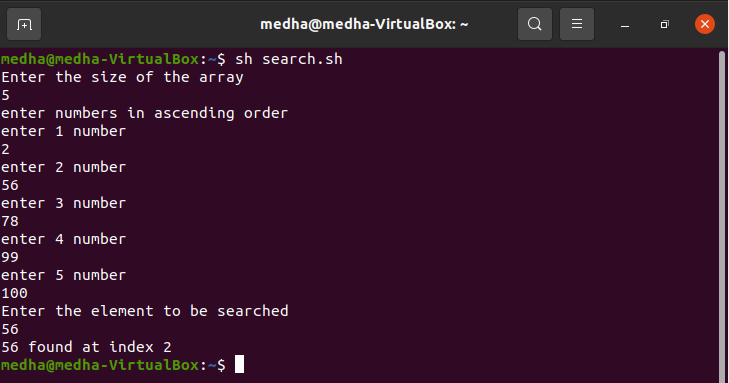 medha@medha-VirtualBox: ~
medha@medha-VirtualBox:~$ sh search.sh
Enter the size of the array
5
enter numbers in ascending order
enter 1 number
2
enter 2 number
56
enter 3 number
78
enter 4 number
99
enter 5 number
100
Enter the element to be searched
56
56 found at index 2
medha@medha-VirtualBox:~$